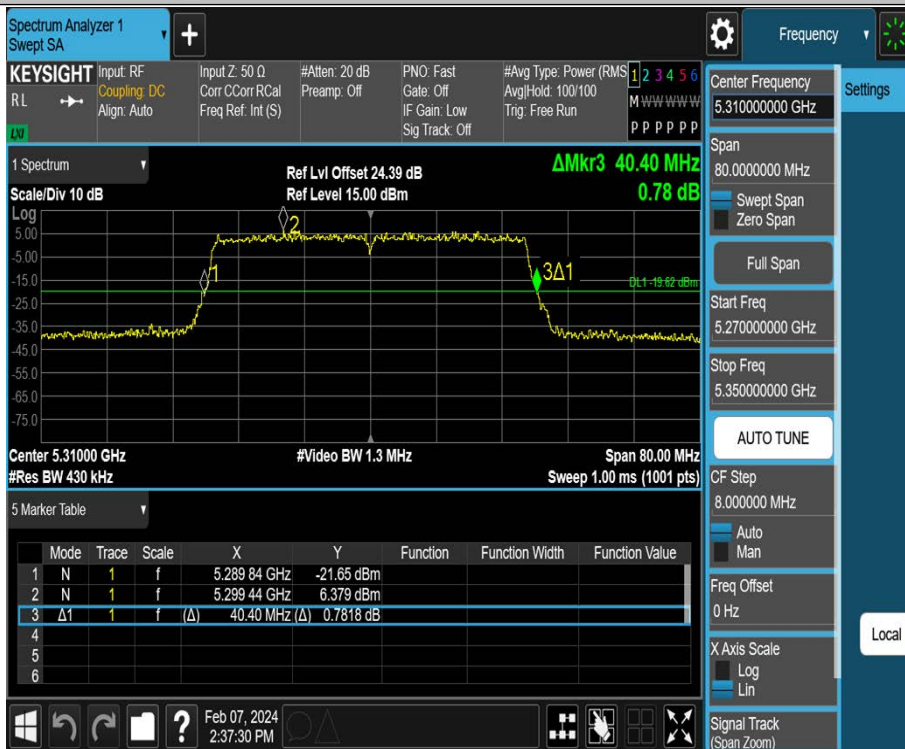 Spectrum Analyzer 1
Swept SA
+
Frequency
KEYSIGHT
RL
LXI
Input: RF
Coupling: DC
Align: Auto
Input Z: 50 Ω
Corr CCorr RCal
Freq Ref: Int (S)
#Atten: 20 dB
Preamp: Off
PNO: Fast
Gate: Off
IF Gain: Low
Sig Track: Off
#Avg Type: Power (RMS
Avg|Hold: 100/100
Trig: Free Run
1 2 3 4 5 6
M W W W W W
P P P P P P
Center Frequency
5.310000000 GHz
Settings
1 Spectrum
Scale/Div 10 dB
Ref Lvl Offset 24.39 dB
Ref Level 15.00 dBm
ΔMkr3 40.40 MHz
0.78 dB
Log
5.00
-5.00
-15.0
-25.0
-35.0
-45.0
-55.0
-65.0
-75.0
1
2
3Δ1
DL1 -19.62 dBm
Center 5.31000 GHz
#Res BW 430 kHz
#Video BW 1.3 MHz
Span 80.00 MHz
Sweep 1.00 ms (1001 pts)
Span
80.0000000 MHz
Swept Span
Zero Span
Full Span
Start Freq
5.270000000 GHz
Stop Freq
5.350000000 GHz
AUTO TUNE
CF Step
8.000000 MHz
Auto
Man
Freq Offset
0 Hz
X Axis Scale
Log
Lin
Signal Track
(Span Zoom)
Local
5 Marker Table
Mode Trace Scale X Y Function Function Width Function Value
1 N 1 f 5.289 84 GHz -21.65 dBm
2 N 1 f 5.299 44 GHz 6.379 dBm
3 Δ1 1 f (Δ) 40.40 MHz (Δ) 0.7818 dB
4
5
6
?
Feb 07, 2024
2:37:30 PM